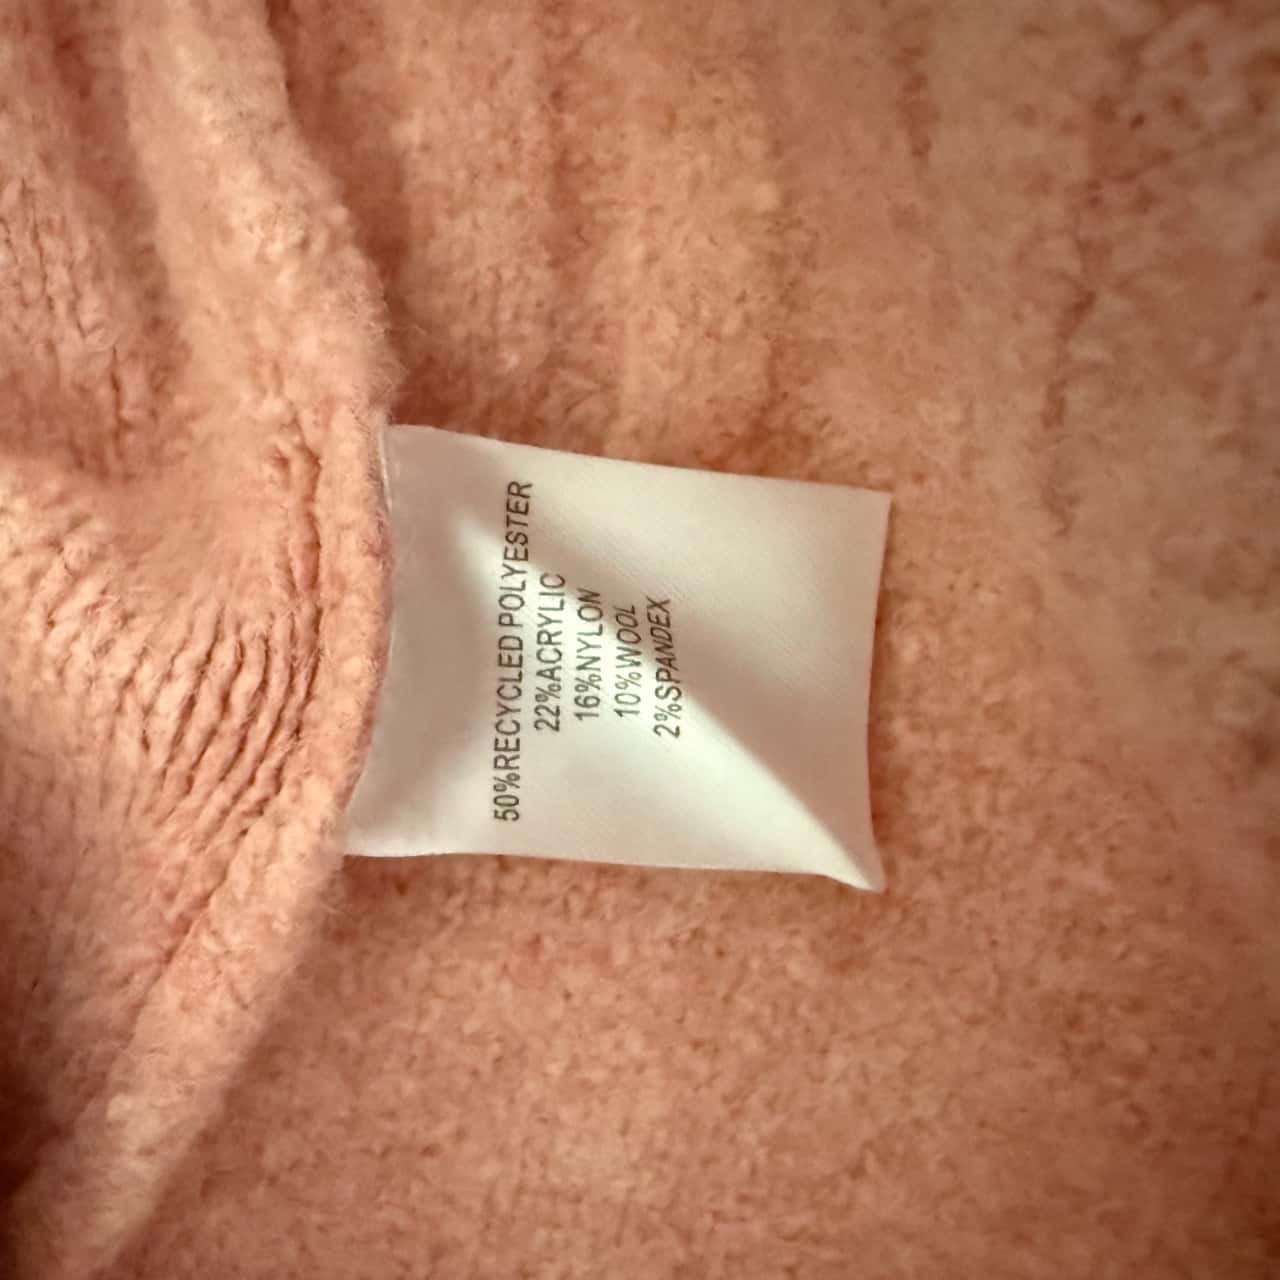 50%RECYCLED POLYESTER
22%ACRYLIC
16%NYLON
10%WOOL
2%SPANDEX